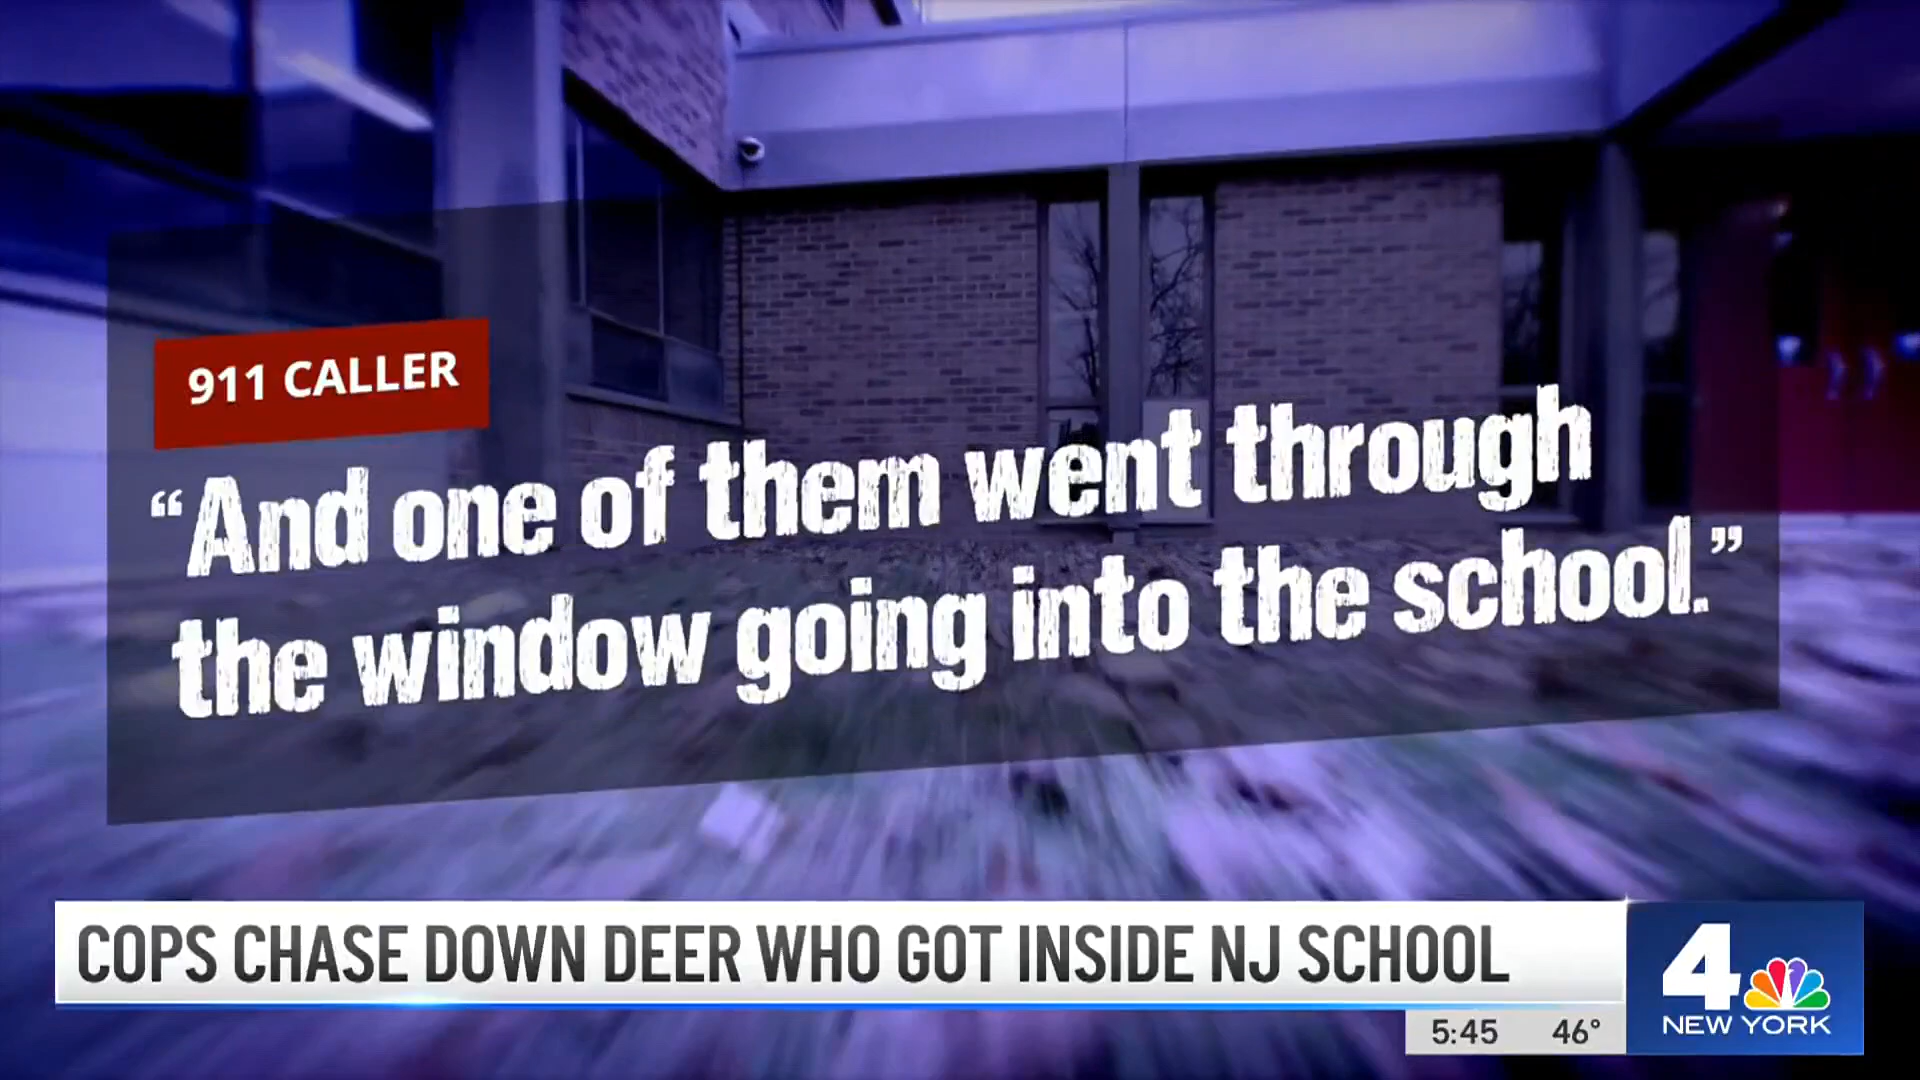 911 CALLER
“And one of them went through
the window going into the school.”
COPS CHASE DOWN DEER WHO GOT INSIDE NJ SCHOOL
4
NEW YORK
5:45 46°